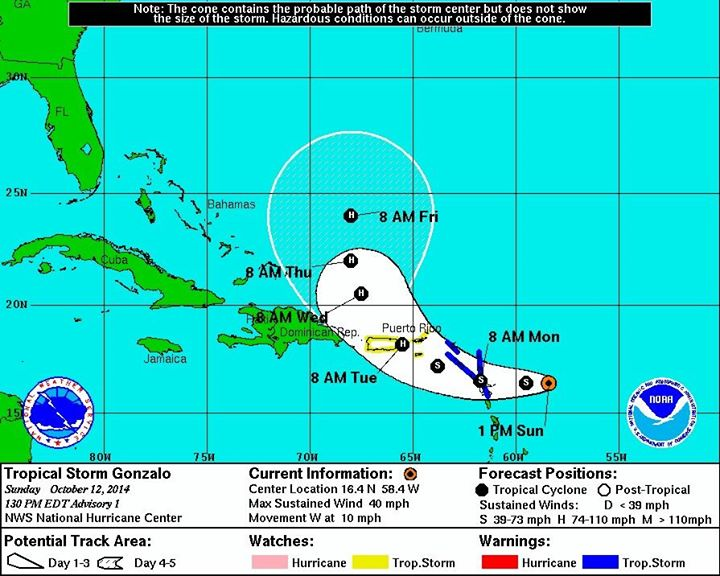 Note: The cone contains the probable path of the storm center but does not show
the size of the storm. Hazardous conditions can occur outside of the cone.
GA
Bermuda
30N
FL
25N
Bahamas
H 8 AM Fri
Cuba
8 AM Thu H
20N
8 AM Wed H
Dominican Rep.
Puerto Rico
Jamaica
H
8 AM Mon
8 AM Tue
S
S
15N
1 PM Sun
NATIONAL WEATHER SERVICE
NOAA
80W 75W 70W 65W 60W 55W
Tropical Storm Gonzalo
Sunday October 12, 2014
130 PM EDT Advisory 1
NWS National Hurricane Center
Current Information:
Center Location 16.4 N 58.4 W
Max Sustained Wind 40 mph
Movement W at 10 mph
Forecast Positions:
Tropical Cyclone Post-Tropical
Sustained Winds: D < 39 mph
S 39-73 mph H 74-110 mph M > 110mph
Potential Track Area:
Day 1-3 Day 4-5
Watches:
Hurricane Trop.Storm
Warnings:
Hurricane Trop.Storm